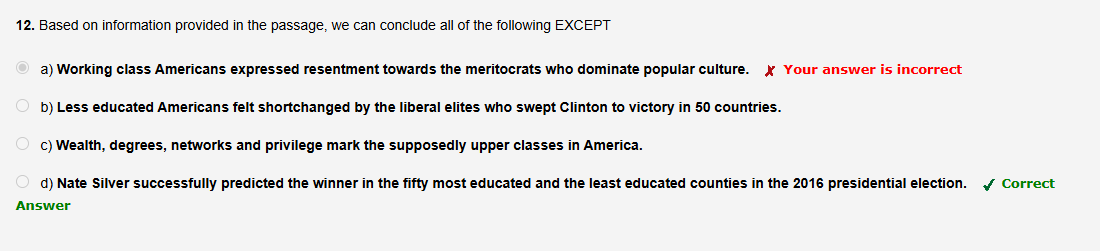 12. Based on information provided in the passage, we can conclude all of the following EXCEPT
a) Working class Americans expressed resentment towards the meritocrats who dominate popular culture. ✗ Your answer is incorrect
b) Less educated Americans felt shortchanged by the liberal elites who swept Clinton to victory in 50 countries.
c) Wealth, degrees, networks and privilege mark the supposedly upper classes in America.
d) Nate Silver successfully predicted the winner in the fifty most educated and the least educated counties in the 2016 presidential election. ✓ Correct
Answer